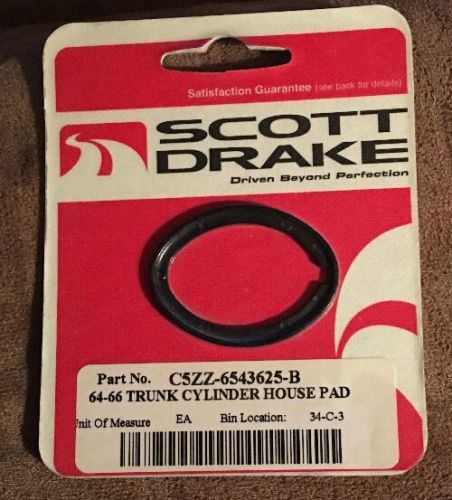 Satisfaction Guarantee (see back for details)
SCOTT
DRAKE
Driven Beyond Perfection
Part No. C5ZZ-6543625-B
64-66 TRUNK CYLINDER HOUSE PAD
Unit Of Measure EA Bin Location: 34-C-3